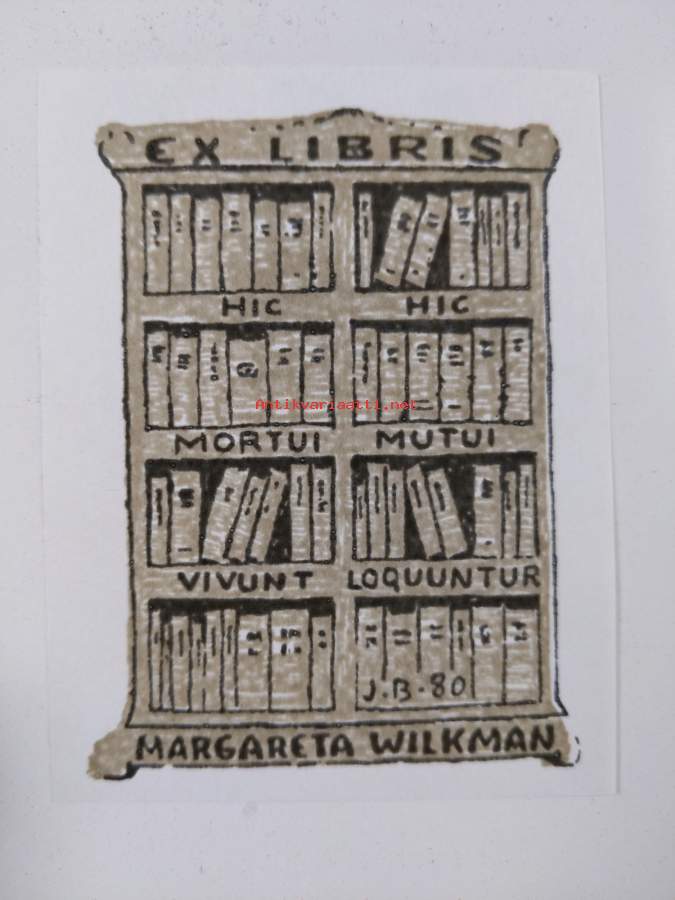 EX LIBRIS
HIC HIC
Antikvariaatti.net
MORTUI MUTUI
VIVUNT LOQUUNTUR
J.B-80
MARGARETA WILKMAN